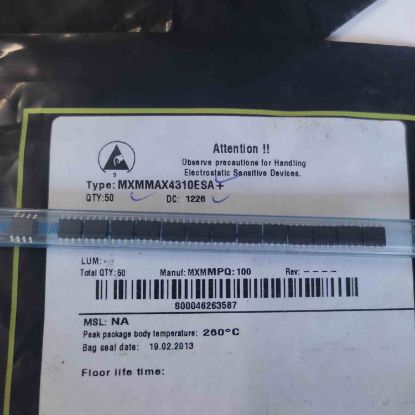 Attention !!
Observe precautions for Handling
Electrostatic Sensitive Devices.
5
Type: MXMMAX4310ESA+
QTY:50 DC: 1226
LUM:
Total QTY:50 Manuf: MXMMPQ: 100 Rev: ----
S00046263587
MSL: NA
Peak package body temperature: 260°C
Bag seal date: 19.02.2013
Floor life time: